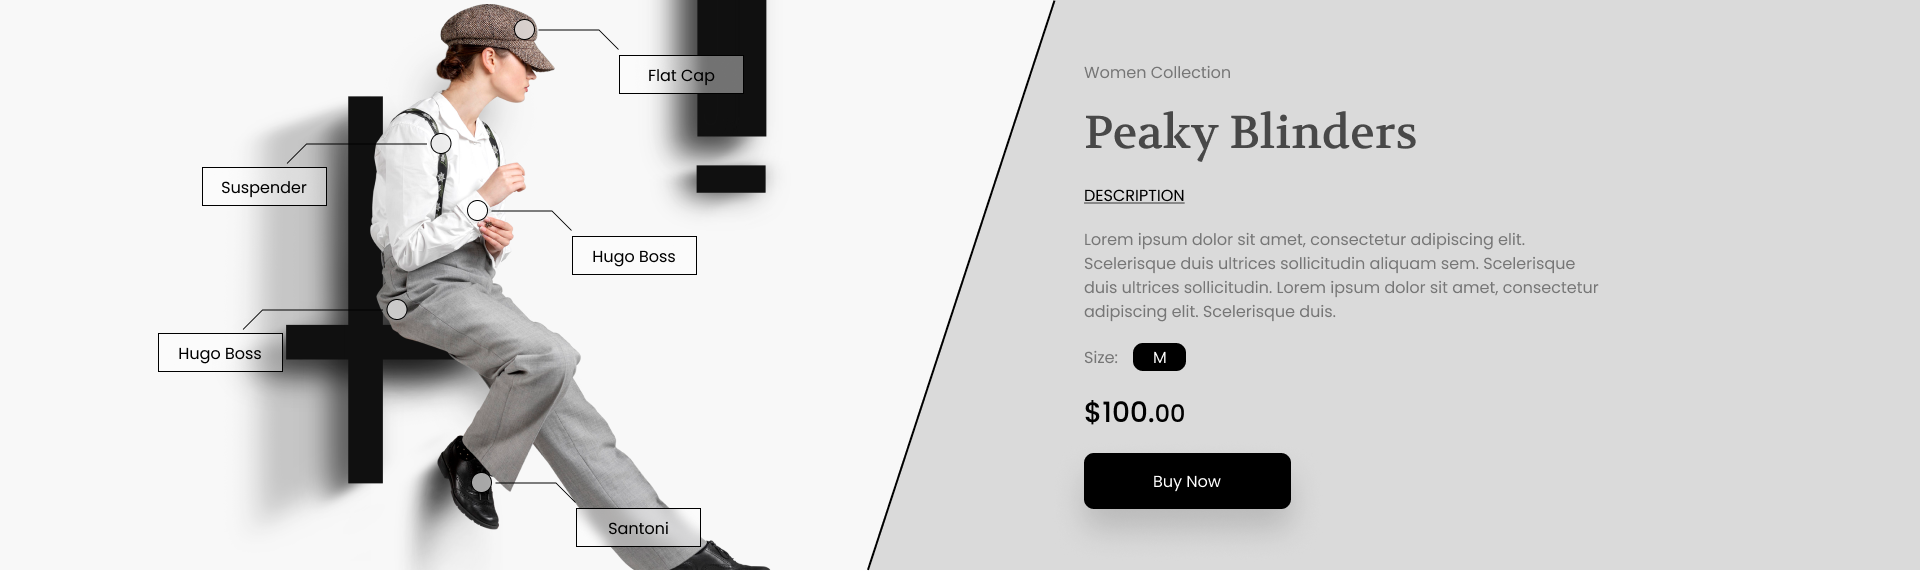 Flat Cap
Suspender
Hugo Boss
Hugo Boss
Santoni
Women Collection
Peaky Blinders
DESCRIPTION
Lorem ipsum dolor sit amet, consectetur adipiscing elit.
Scelerisque duis ultrices sollicitudin aliquam sem. Scelerisque
duis ultrices sollicitudin. Lorem ipsum dolor sit amet, consectetur
adipiscing elit. Scelerisque duis.
Size: M
$100.00
Buy Now